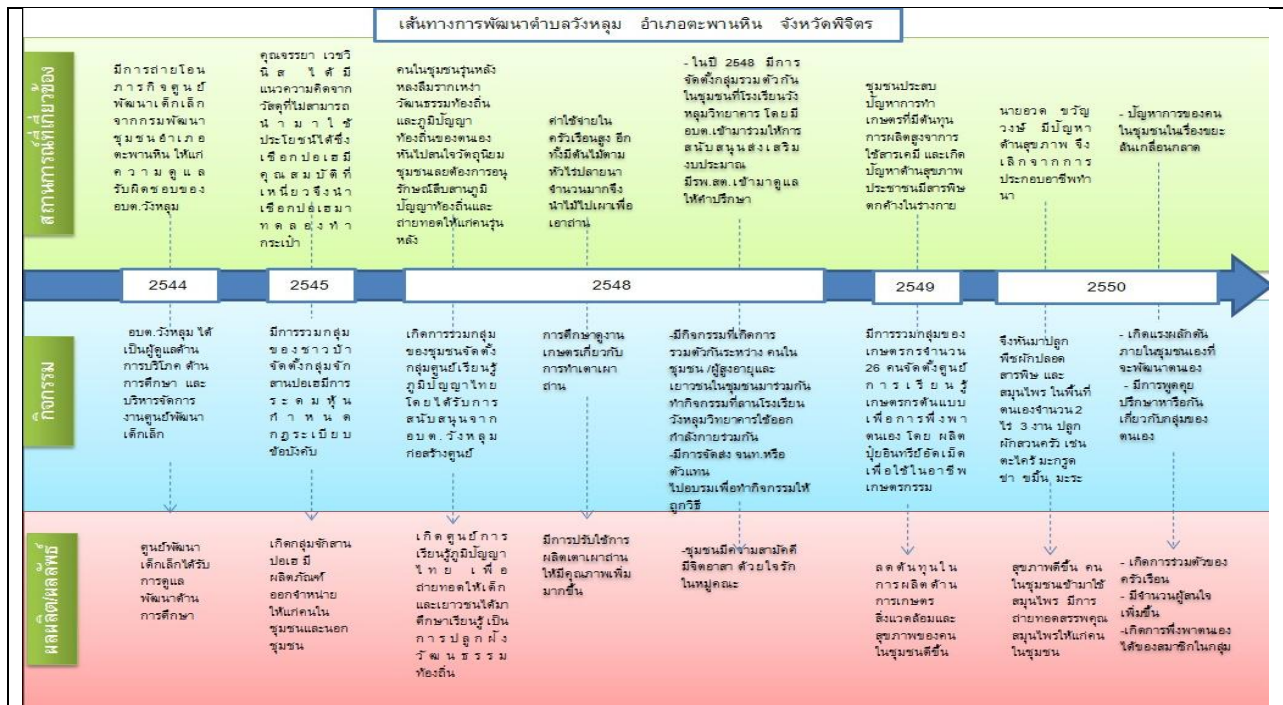 เส้นทางการพัฒนาตำบลวังหลุม อำเภอตะพานหิน จังหวัดพิจิตร
สถานการณ์ที่เกี่ยวข้อง
มีการถ่ายโอน
ภารกิจศูนย์
พัฒนาเด็กเล็ก
จากกรมพัฒนา
ชุมชนอำเภอ
ตะพานหิน ให้แก่
ความดูแล
รับผิดชอบของ
อบต.วังหลุม
คุณจรรยา เวชวิ
นิส ได้มี
แนวความคิดจาก
วัสดุที่ไม่สามารถ
นำมาใช้
ประโยชน์ได้ซึ่ง
เชือกปอเฮมี
คุณสมบัติที่
เหนียวจึงนำ
เชือกปอเฮมา
ทดลองทำ
กระเป๋า
คนในชุมชนรุ่นหลัง
หลงลืมรากเหง้า
วัฒนธรรมท้องถิ่น
และภูมิปัญญา
ท้องถิ่นของตนเอง
หันไปสนใจวัตถุนิยม
ชุมชนเลยต้องการอนุ
รักษ์สืบสานภูมิ
ปัญญาท้องถิ่นและ
ถ่ายทอดให้แก่คนรุ่น
หลัง
ค่าใช้จ่ายใน
ครัวเรือนสูง อีก
ทั้งมีต้นไม้ตาม
หัวไร่ปลายนา
จำนวนมากจึง
นำไม้ไปเผาเพื่อ
เอาถ่าน
- ในปี 2548 มีการ
จัดตั้งกลุ่มรวมตัวกัน
ในชุมชนที่โรงเรียนวัง
หลุมวิทยาคาร โดยมี
อบต.เข้ามาร่วมให้การ
สนับสนุนส่งเสริม
งบประมาณ
มีรพ.สต.เข้ามาดูแล
ให้คำปรึกษา
ชุมชนประสบ
ปัญหาการทำ
เกษตรที่มีต้นทุน
การผลิตสูงจากการ
ใช้สารเคมี และเกิด
ปัญหาด้านสุขภาพ
ประชาชนมีสารพิษ
ตกค้างในร่างกาย
นายอวด ขวัญ
วงษ์ มีปัญหา
ด้านสุขภาพ จึง
เลิกจากการ
ประกอบอาชีพทำ
นา
- ปัญหาการของคน
ในชุมชนในเรื่องขยะ
ล้นเกลื่อนกลาด
2544
2545
2548
2549
2550
กิจกรรม
อบต.วังหลุม ได้
เป็นผู้ดูแลด้าน
การบริโภค ด้าน
การศึกษา และ
บริหารจัดการ
งานศูนย์พัฒนา
เด็กเล็ก
มีการรวมกลุ่ม
ของชาวบ้า
จัดตั้งกลุ่มจัก
สานปอเฮมีการ
ระดมหุ้น
กำหนด
กฎระเบียบ
ข้อบังคับ
เกิดการรวมกลุ่ม
ของชุมชนจัดตั้ง
กลุ่มศูนย์เรียนรู้
ภูมิปัญญาไทย
โดยได้รับการ
สนับสนุนจาก
อบต.วังหลุม
ก่อสร้างศูนย์
การศึกษาดูงาน
เกษตรเกี่ยวกับ
การทำเตาเผา
ถ่าน
-มีกิจกรรมที่เกิดการ
รวมตัวกันระหว่าง คนใน
ชุมชน /ผู้สูงอายุและ
เยาวชนในชุมชนมาร่วมกัน
ทำกิจกรรมที่ลานโรงเรียน
วังหลุมวิทยาคารใช้ออก
กำลังกายร่วมกัน
-มีการจัดส่ง จนท.หรือ
ตัวแทน
ไปอบรมเพื่อทำกิจกรรมให้
ถูกวิธี
มีการรวมกลุ่มของ
เกษตรกรจำนวน
26 คนจัดตั้งศูนย์
การเรียนรู้
เกษตรกรต้นแบบ
เพื่อการพึ่งพา
ตนเอง โดย ผลิต
ปุ๋ยอินทรีย์อัดเม็ด
เพื่อใช้ในอาชีพ
เกษตรกรรม
จึงหันมาปลูก
พืชผักปลอด
สารพิษ และ
สมุนไพร ในพื้นที่
ตนเองจำนวน 2
ไร่ 3 งาน ปลูก
ผักสวนครัว เช่น
ตะไคร้ มะกรูด
ข่า ขมิ้น มะระ
- เกิดแรงผลักดัน
ภายในชุมชนเองที่
จะพัฒนาตนเอง
- มีการพูดคุย
ปรึกษาหารือกัน
เกี่ยวกับกลุ่มของ
ตนเอง
ผลผลิต/ผลลัพธ์
ศูนย์พัฒนา
เด็กเล็กได้รับ
การดูแล
พัฒนาด้าน
การศึกษา
เกิดกลุ่มจักสาน
ปอเฮ มี
ผลิตภัณฑ์
ออกจำหน่าย
ให้แก่คนใน
ชุมชนและนอก
ชุมชน
เกิดศูนย์การ
เรียนรู้ภูมิปัญญา
ไทย เพื่อ
ถ่ายทอดให้เด็ก
และเยาวชนได้มา
ศึกษาเรียนรู้ เป็น
การปลูกฝัง
วัฒนธรรม
ท้องถิ่น
มีการปรับใช้การ
ผลิตเตาเผาถ่าน
ให้มีคุณภาพเพิ่ม
มากขึ้น
-ชุมชนมีความสามัคคี
มีจิตอาสา ด้วยใจรัก
ในหมู่คณะ
ลดต้นทุนใน
การผลิตด้าน
การเกษตร
สิ่งแวดล้อมและ
สุขภาพของคน
ในชุมชนดีขึ้น
สุขภาพดีขึ้น คน
ในชุมชนเข้ามาใช้
สมุนไพร มีการ
ถ่ายทอดสรรพคุณ
สมุนไพรให้แก่คน
ในชุมชน
-เกิดการร่วมตัวของ
ครัวเรือน
- มีจำนวนผู้สนใจ
เพิ่มขึ้น
-เกิดการพึ่งพาตนเอง
ได้ของสมาชิกในกลุ่ม